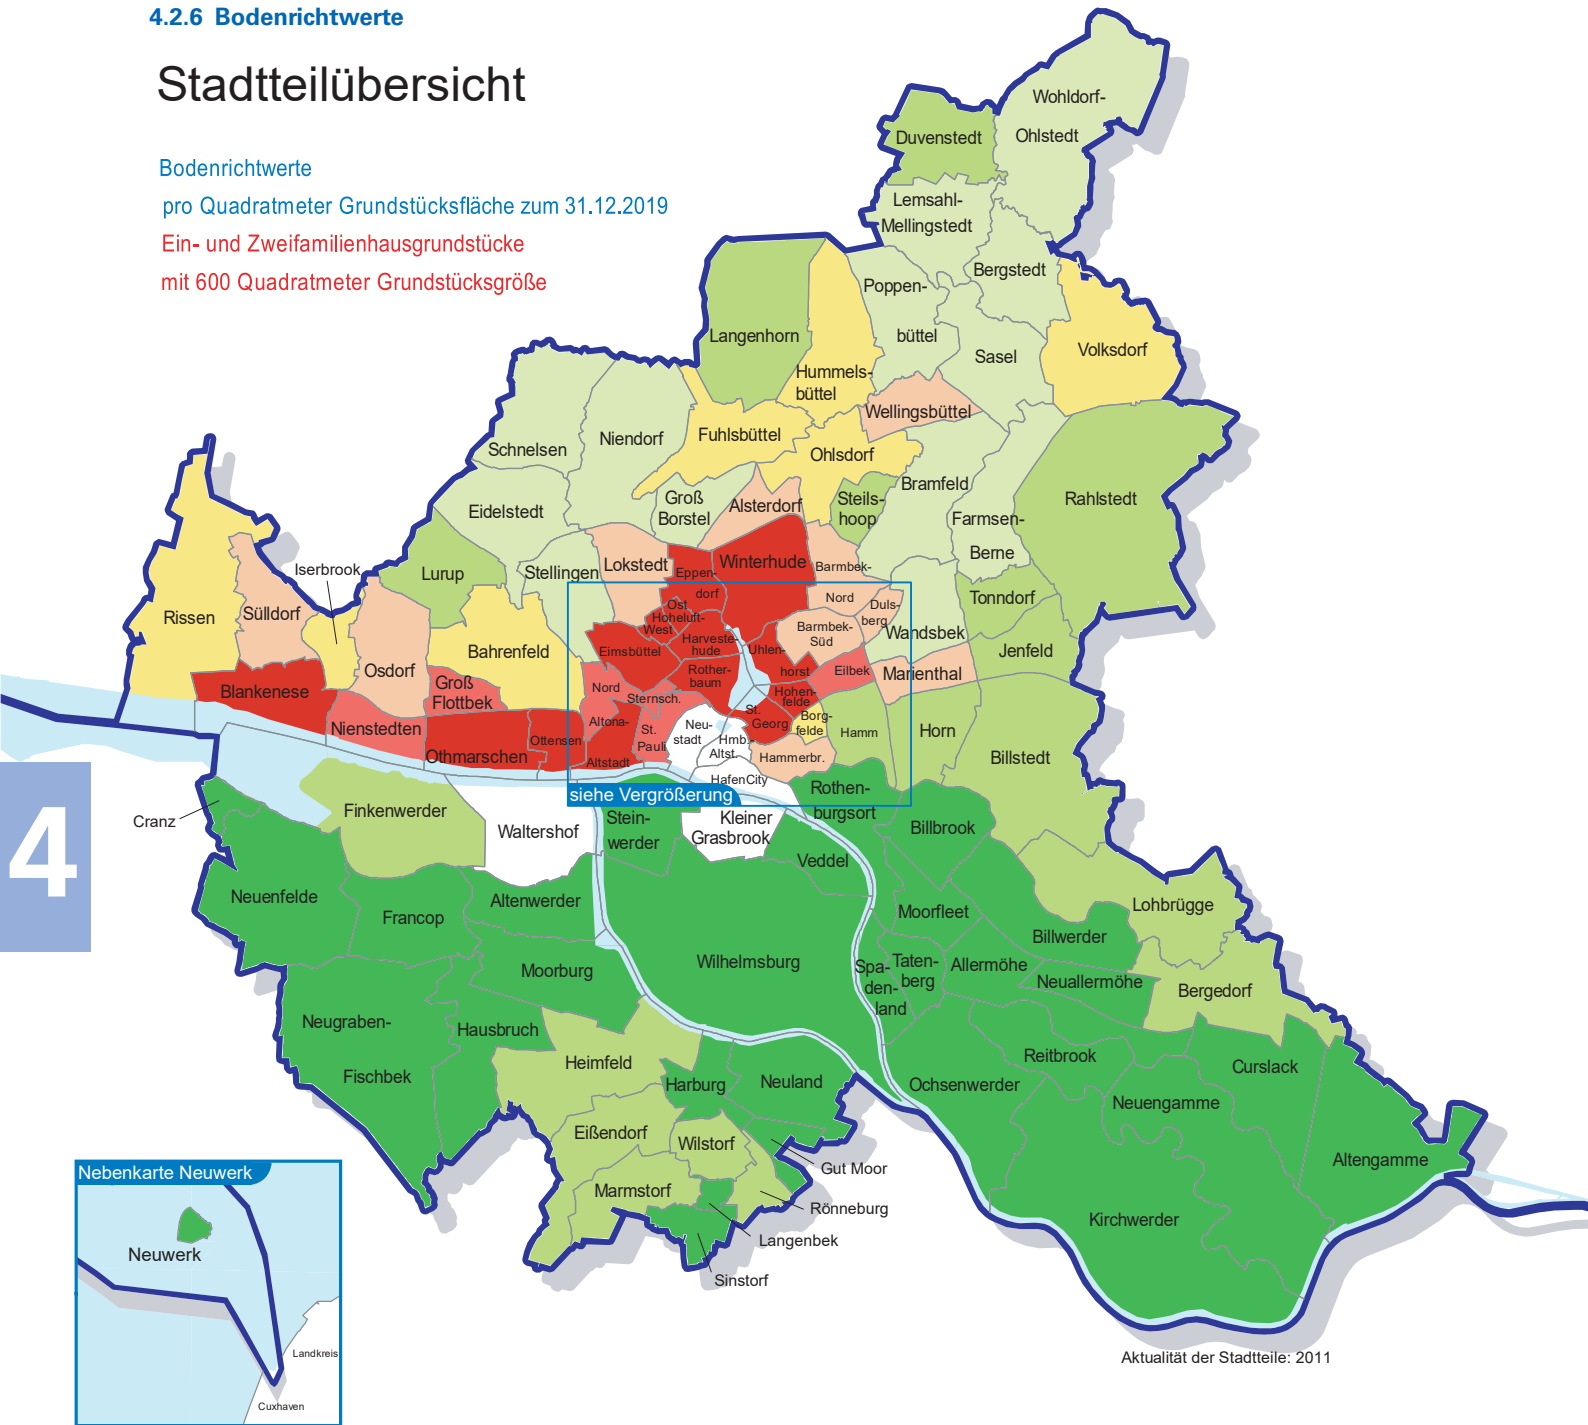 4.2.6 Bodenrichtwerte
Stadtteilübersicht
Bodenrichtwerte
pro Quadratmeter Grundstücksfläche zum 31.12.2019
Ein- und Zweifamilienhausgrundstücke
mit 600 Quadratmeter Grundstücksgröße
Wohldorf-
Ohlstedt
Duvenstedt
Lemsahl-
Mellingstedt
Bergstedt
Poppen-
büttel
Sasel
Volksdorf
Langenhorn
Hummels-
büttel
Wellingsbüttel
Fuhlsbüttel
Ohlsdorf
Niendorf
Schnelsen
Eidelstedt
Groß
Borstel
Alsterdorf
Steils-
hoop
Bramfeld
Farmsen-
Berne
Rahlstedt
Lurup
Stellingen
Lokstedt
Eppen-
dorf
Winterhude
Barmbek-
Nord
Barmbek-
Süd
Duls-
berg
Wandsbek
Tonndorf
Jenfeld
Marienthal
Iserbrook
Rissen
Sülldorf
Osdorf
Bahrenfeld
Ost
Hoheluft-
West
Eimsbüttel
Harveste-
hude
Rother-
baum
Uhlen-
horst
Hohen-
felde
Eilbek
Blankenese
Nienstedten
Groß
Flottbek
Othmarschen
Ottensen
Nord
Altona-
Altstadt
Sternsch.
St.
Pauli
Neu-
stadt
Hmb.-
Altst.
St.
Georg
Borg-
felde
Hamm
Hammerbr.
HafenCity
Horn
Billstedt
siehe Vergrößerung
4
Cranz
Finkenwerder
Waltershof
Stein-
werder
Kleiner
Grasbrook
Rothen-
burgsort
Veddel
Billbrook
Neuenfelde
Francop
Altenwerder
Moorburg
Wilhelmsburg
Moorfleet
Billwerder
Lohbrügge
Spa-
den-
land
Taten-
berg
Allermöhe
Neuallermöhe
Bergedorf
Neugraben-
Fischbek
Hausbruch
Heimfeld
Harburg
Neuland
Ochsenwerder
Reitbrook
Curslack
Neuengamme
Altengamme
Kirchwerder
Eißendorf
Wilstorf
Marmstorf
Gut Moor
Rönneburg
Langenbek
Sinstorf
Nebenkarte Neuwerk
Neuwerk
Landkreis
Cuxhaven
Aktualität der Stadtteile: 2011